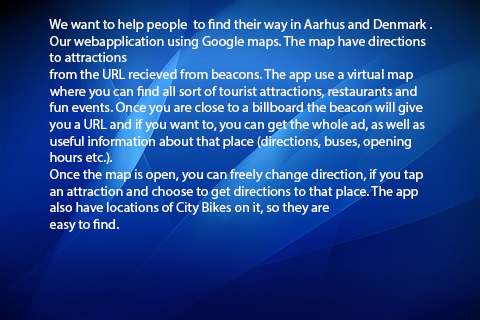 We want to help people  to find their way in Aarhus and Denmark .
Our webapplication using Google maps. The map have directions
to attractions
from the URL recieved from beacons. The app use a virtual map
where you can find all sort of tourist attractions, restaurants and
fun events. Once you are close to a billboard the beacon will give
you a URL and if you want to, you can get the whole ad, as well as
useful information about that place (directions, buses, opening
hours etc.).
Once the map is open, you can freely change direction, if you tap
an attraction and choose to get directions to that place. The app
also have locations of City Bikes on it, so they are
easy to find.